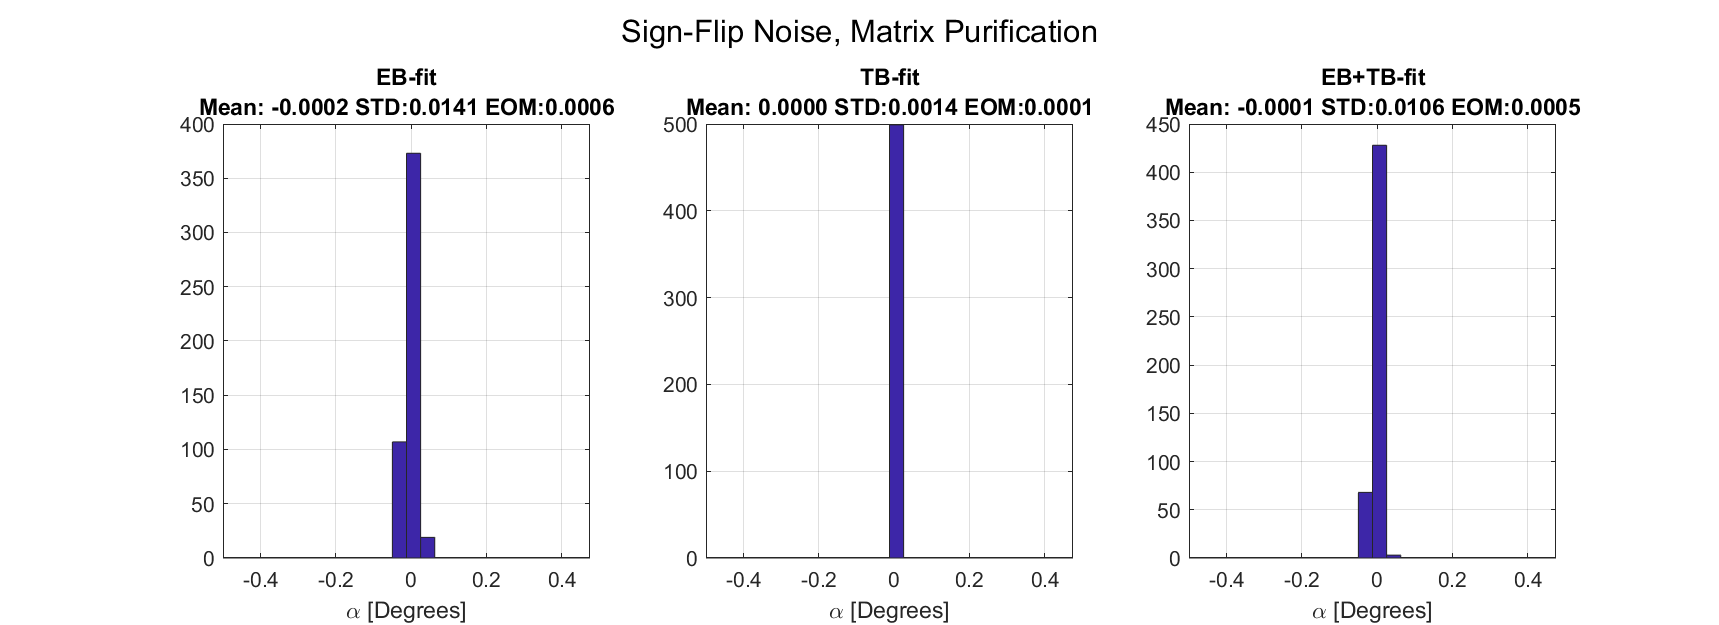 Sign-Flip Noise, Matrix Purification
EB-fit
Mean: -0.0002 STD:0.0141 EOM:0.0006
400
350
300
250
200
150
100
50
0
-0.4 -0.2 0 0.2 0.4
α [Degrees]
TB-fit
Mean: 0.0000 STD:0.0014 EOM:0.0001
500
400
300
200
100
0
-0.4 -0.2 0 0.2 0.4
α [Degrees]
EB+TB-fit
Mean: -0.0001 STD:0.0106 EOM:0.0005
450
400
350
300
250
200
150
100
50
0
-0.4 -0.2 0 0.2 0.4
α [Degrees]